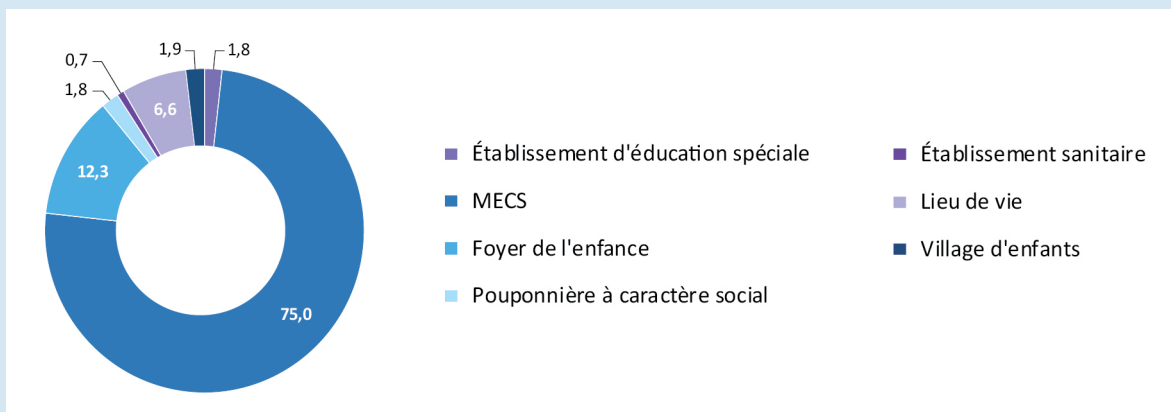 1,9
1,8
0,7
1,8
6,6
12,3
75,0
Établissement d'éducation spéciale
MECS
Foyer de l'enfance
Pouponnière à caractère social
Établissement sanitaire
Lieu de vie
Village d'enfants